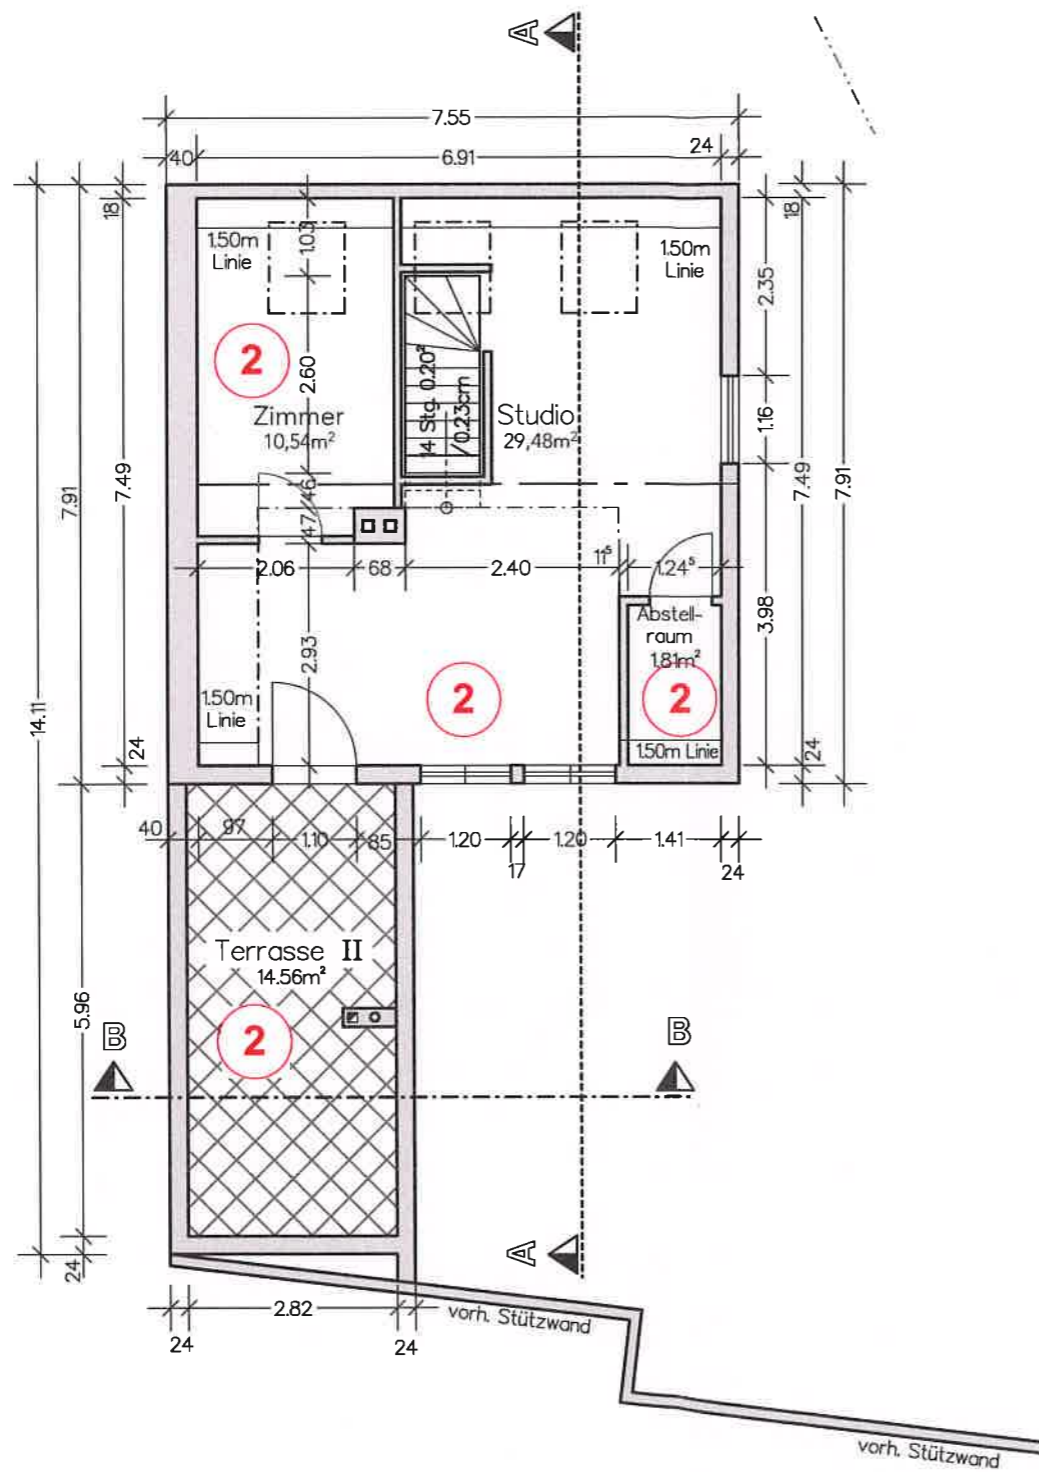 A
7.55
40
6.91
24
18
1.03
1.50m
Linie
1.50m
Linie
18
2.35
2
2.60
14 Stg. 0.20²
/0.23cm
Zimmer
10,54m²
Studio
29,48m²
1.16
7.91
7.49
7.49
7.91
46
47
2.06
68
2.40
11⁵
1.24⁵
3.98
Abstell-
raum
1.81m²
2.93
2
2
1.50m
Linie
1.50m Linie
14.11
24
24
40
97
1.10
85
1.20
17
1.20
1.41
24
Terrasse II
14.56m²
5.96
2
B
B
A
24
2.82
24
24
vorh. Stützwand
vorh. Stützwand